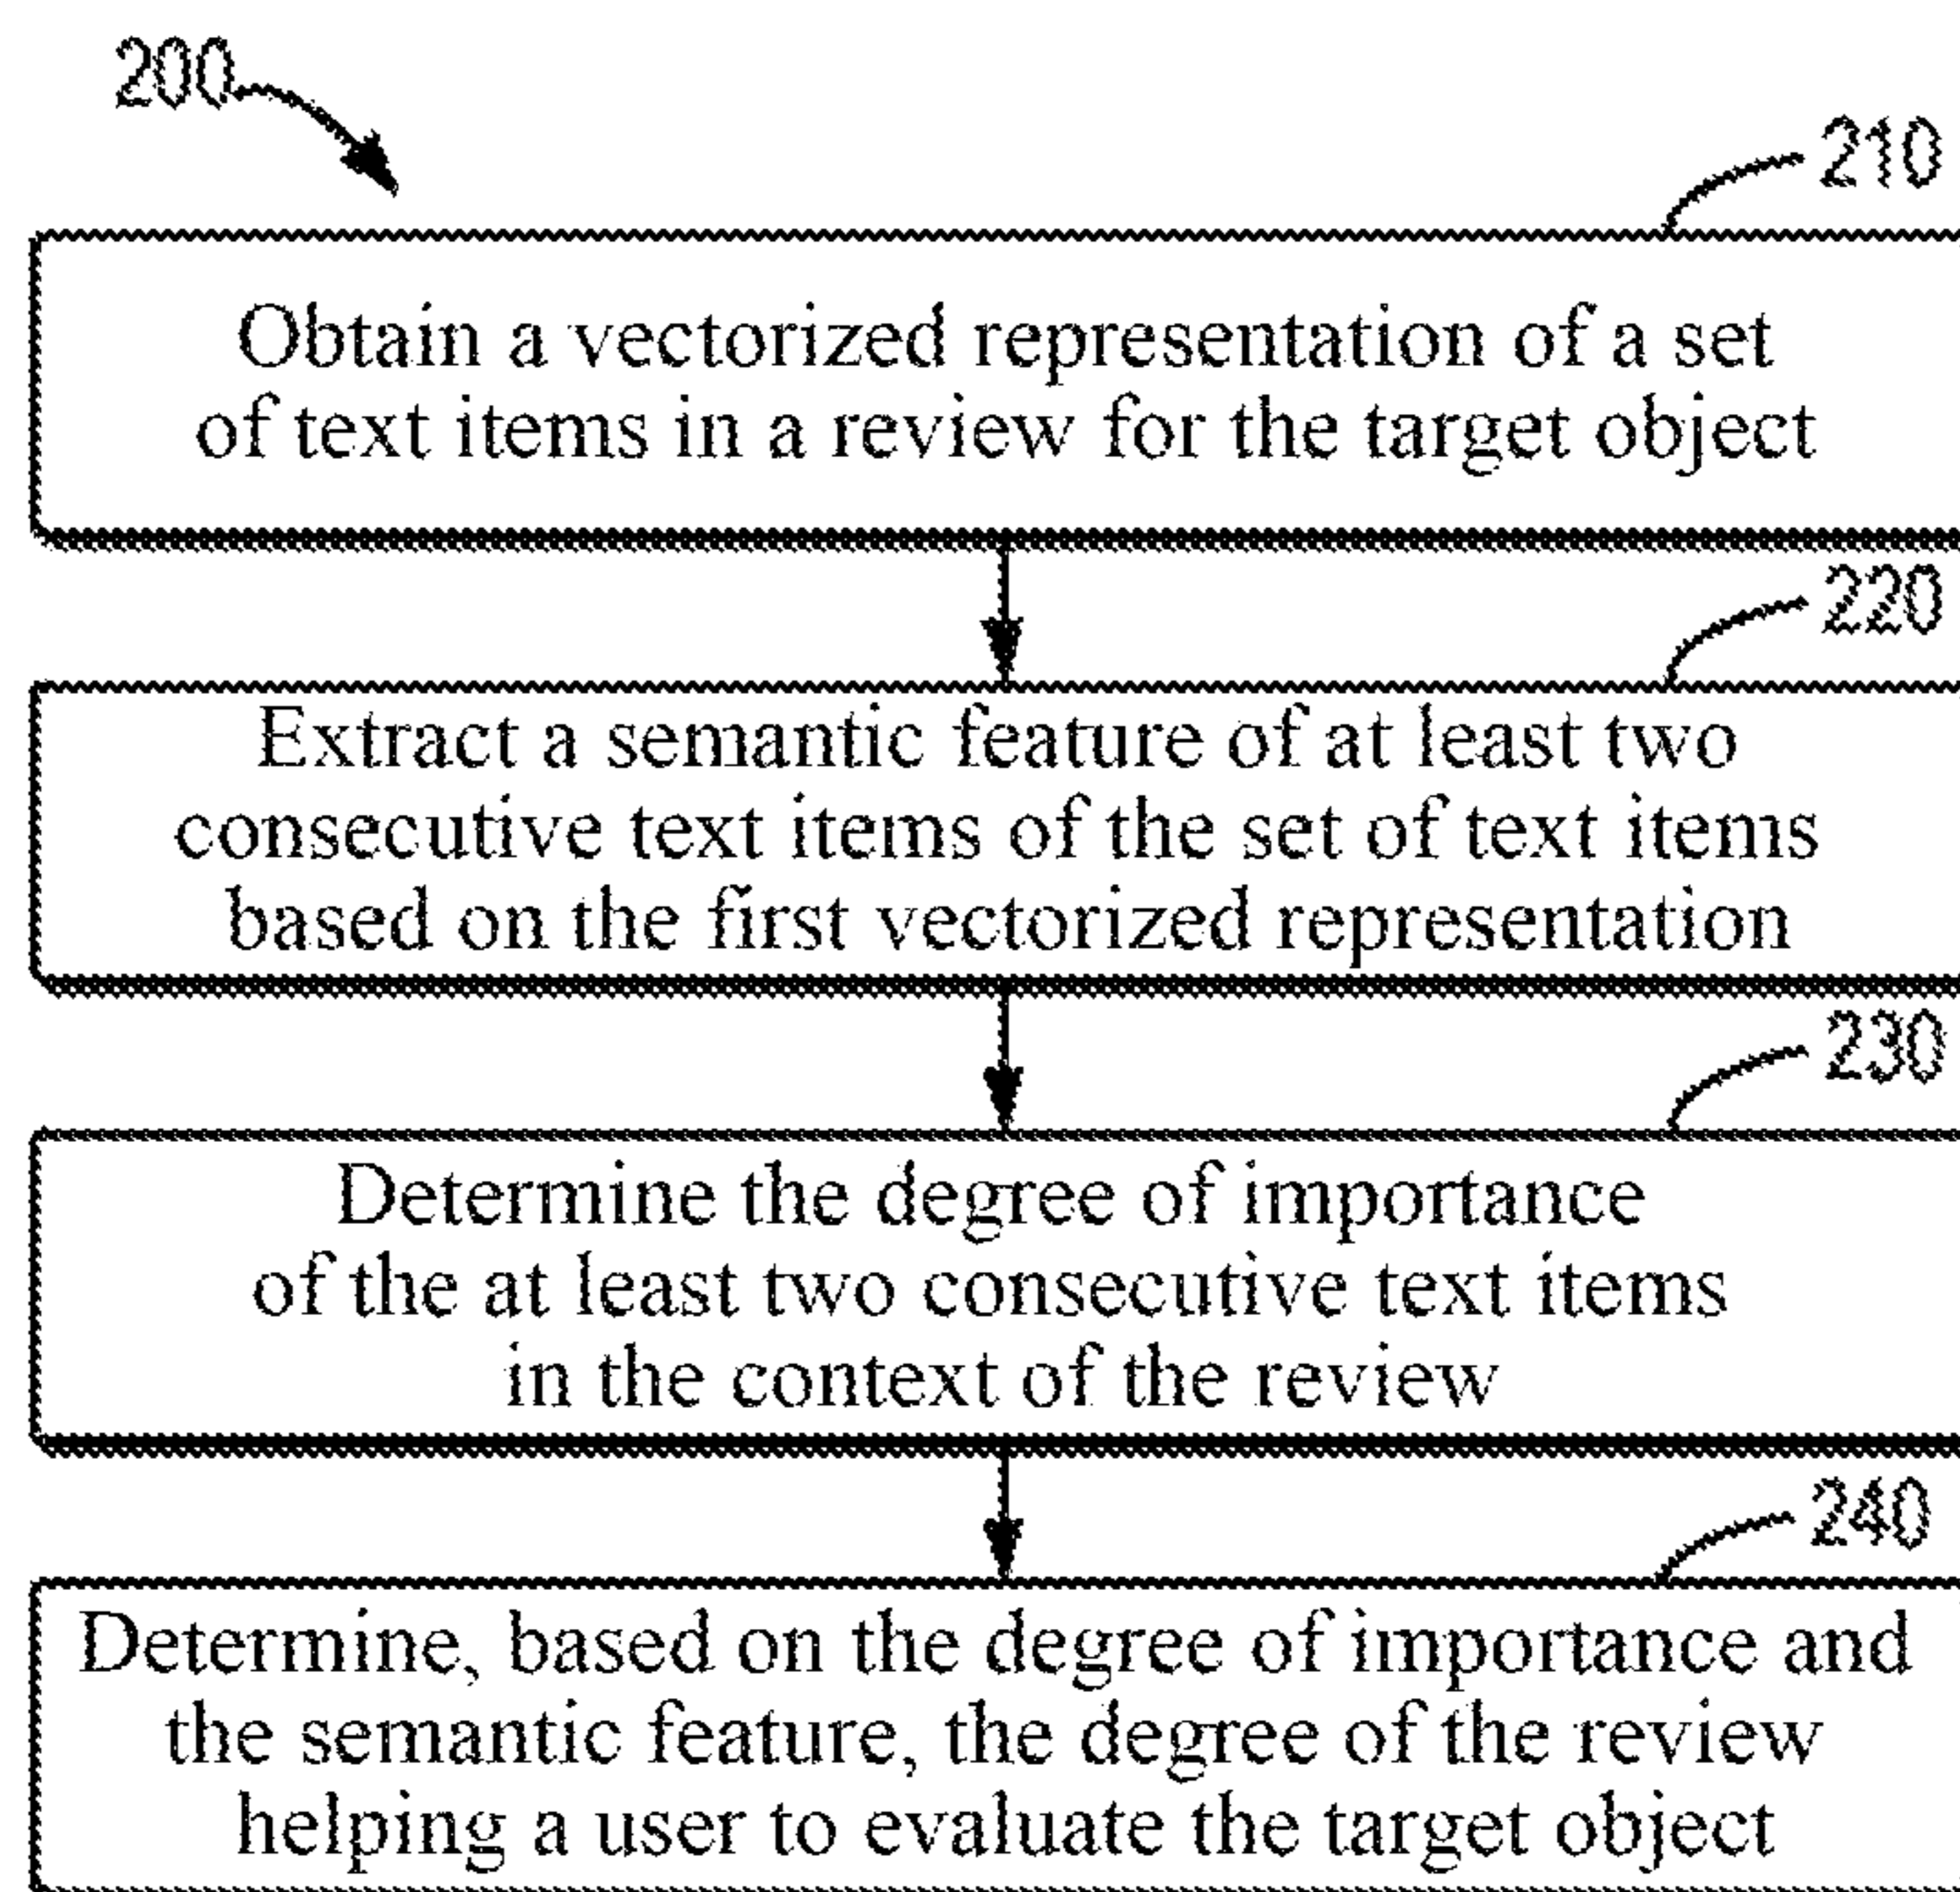 200
210
Obtain a vectorized representation of a set
of text items in a review for the target object
220
Extract a semantic feature of at least two
consecutive text items of the set of text items
based on the first vectorized representation
230
Determine the degree of importance
of the at least two consecutive text items
in the context of the review
240
Determine, based on the degree of importance and
the semantic feature, the degree of the review
helping a user to evaluate the target object